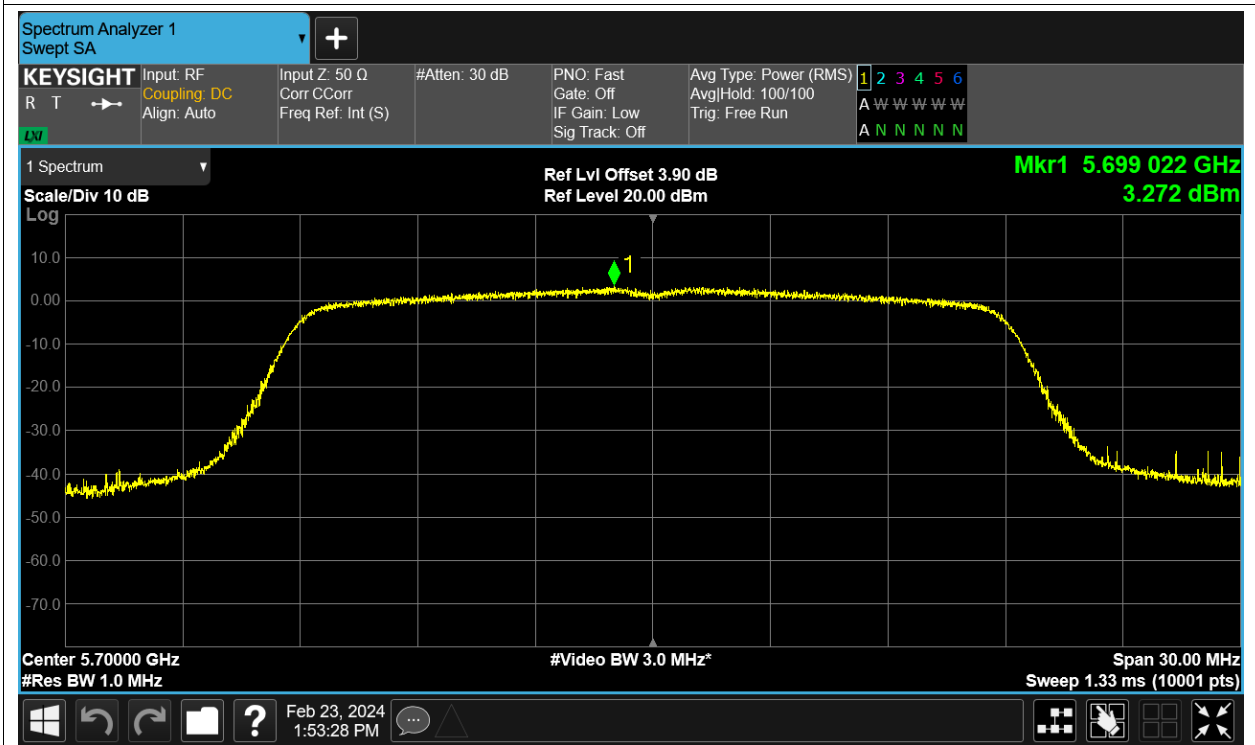 Spectrum Analyzer 1
Swept SA
+
KEYSIGHT
R T
LXI
Input: RF
Coupling: DC
Align: Auto
Input Z: 50 Ω
Corr CCorr
Freq Ref: Int (S)
#Atten: 30 dB
PNO: Fast
Gate: Off
IF Gain: Low
Sig Track: Off
Avg Type: Power (RMS)
Avg|Hold: 100/100
Trig: Free Run
1 2 3 4 5 6
A W W W W W
A N N N N N
1 Spectrum
Scale/Div 10 dB
Log
Ref Lvl Offset 3.90 dB
Ref Level 20.00 dBm
Mkr1 5.699 022 GHz
3.272 dBm
1
10.0
0.00
-10.0
-20.0
-30.0
-40.0
-50.0
-60.0
-70.0
Center 5.70000 GHz
#Res BW 1.0 MHz
#Video BW 3.0 MHz*
Span 30.00 MHz
Sweep 1.33 ms (10001 pts)
?
Feb 23, 2024
1:53:28 PM